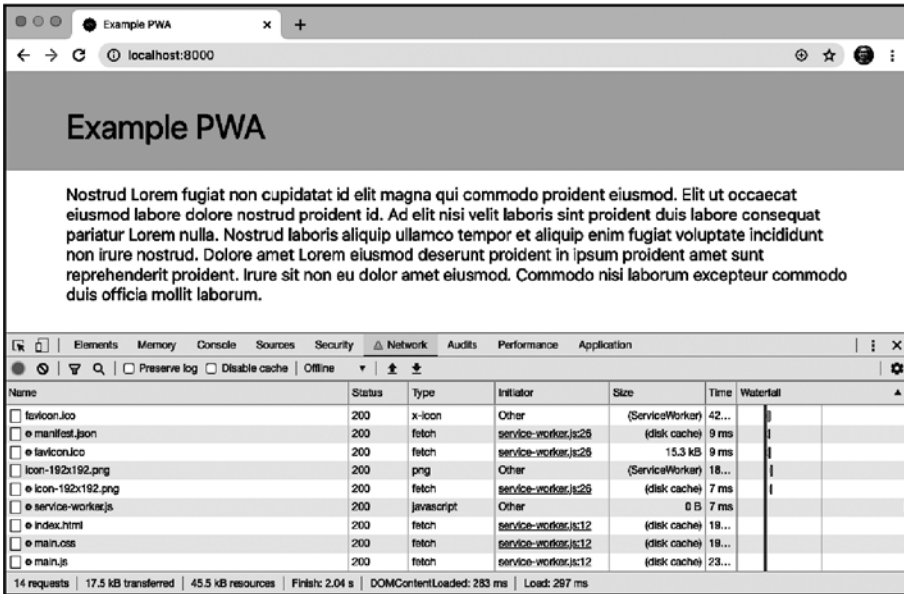 Example PWA
localhost:8000
Example PWA
Nostrud Lorem fugiat non cupidatat id elit magna qui commodo proident eiusmod. Elit ut occaecat
eiusmod labore dolore nostrud proident id. Ad elit nisi velit laboris sint proident duis labore consequat
pariatur Lorem nulla. Nostrud laboris aliquip ullamco tempor et aliquip enim fugiat voluptate incididunt
non irure nostrud. Dolore amet Lorem eiusmod deserunt proident in ipsum proident amet sunt
reprehenderit proident. Irure sit non eu dolor amet eiusmod. Commodo nisi laborum excepteur commodo
duis officia mollit laborum.
Elements Memory Console Sources Security Network Audits Performance Application
Preserve log Disable cache Offline
Name Status Type Initiator Size Time Waterfall
favicon.ico 200 x-icon Other (ServiceWorker) 42...
manifest.json 200 fetch service-worker.js:26 (disk cache) 9 ms
favicon.ico 200 fetch service-worker.js:26 15.3 kB 9 ms
icon-192x192.png 200 png Other (ServiceWorker) 18...
icon-192x192.png 200 fetch service-worker.js:26 (disk cache) 7 ms
service-worker.js 200 javascript Other 0 B 7 ms
index.html 200 fetch service-worker.js:12 (disk cache) 19...
main.css 200 fetch service-worker.js:12 (disk cache) 19...
main.js 200 fetch service-worker.js:12 (disk cache) 23...
14 requests 17.5 kB transferred 45.5 kB resources Finish: 2.04 s DOMContentLoaded: 283 ms Load: 297 ms